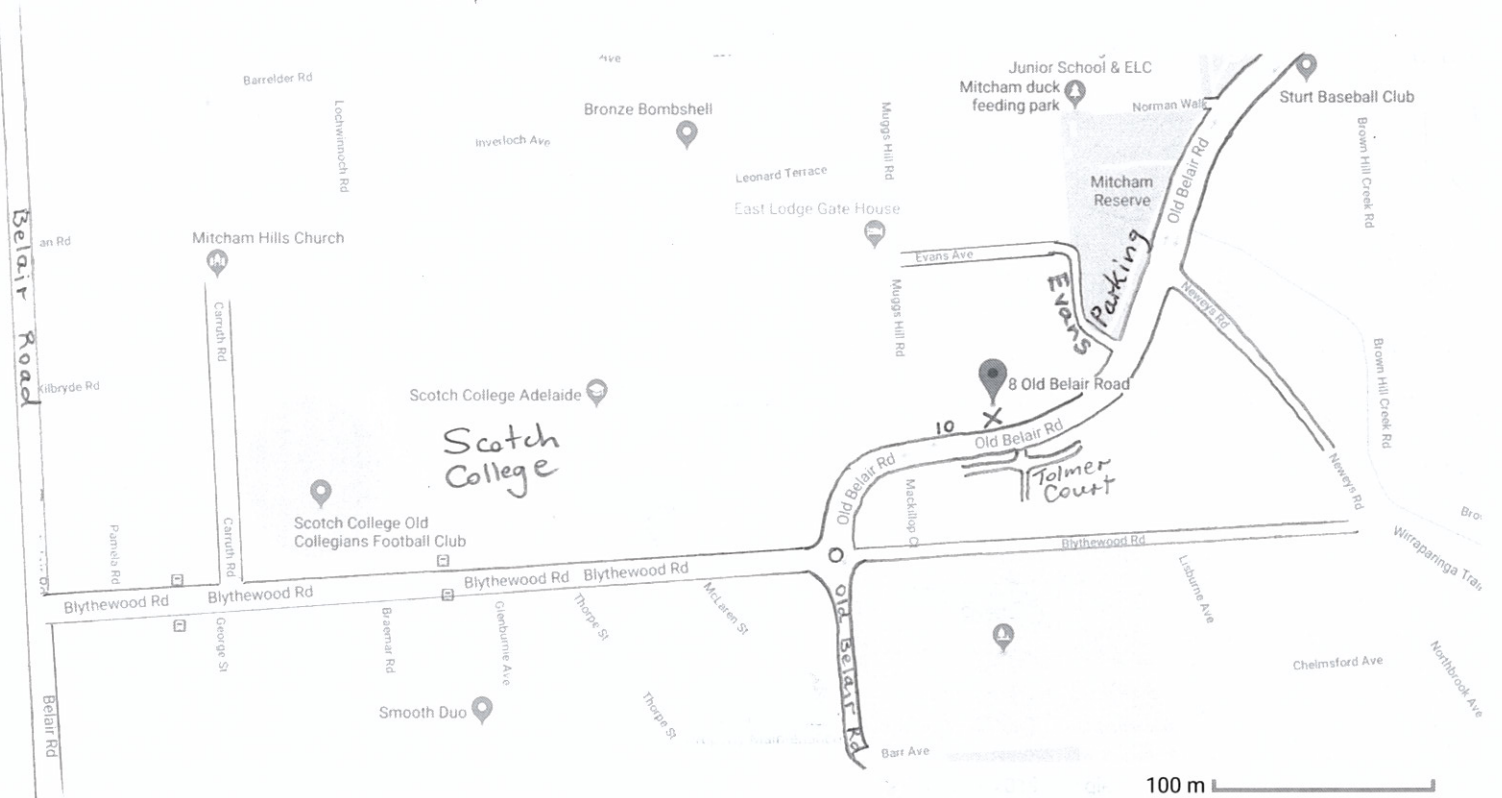 Ave
Barrelder Rd
Junior School & ELC
Mitcham duck
feeding park
Sturt Baseball Club
Norman Walk
Lochwinnoch Rd
Bronze Bombshell
Muggs Hill Rd
Inverloch Ave
Brown Hill Creek Rd
Old Belair Rd
Leonard Terrace
Mitcham
Reserve
East Lodge Gate House
Belair Road
an Rd
Mitcham Hills Church
Evans Ave
Evans
Parking
Neweys Rd
Muggs Hill Rd
Carruth Rd
Kilbryde Rd
Scotch College Adelaide
8 Old Belair Road
Brown Hill Creek Rd
Scotch
College
10
X
Old Belair Rd
Old Belair Rd
Tolmer
Court
Neweys Rd
Mackillop Ct
Scotch College Old
Collegians Football Club
Pamela Rd
Carruth Rd
Blythewood Rd
Wirraparinga Trail
Blythewood Rd
Blythewood Rd
Blythewood Rd
Blythewood Rd
Lisburne Ave
George St
Braemar Rd
Glenburnie Ave
Thorpe St
McLaren St
Old Belair Rd
Chelmsford Ave
Northbrook Ave
Smooth Duo
Thorpe St
Belair Rd
Barr Ave
100 m